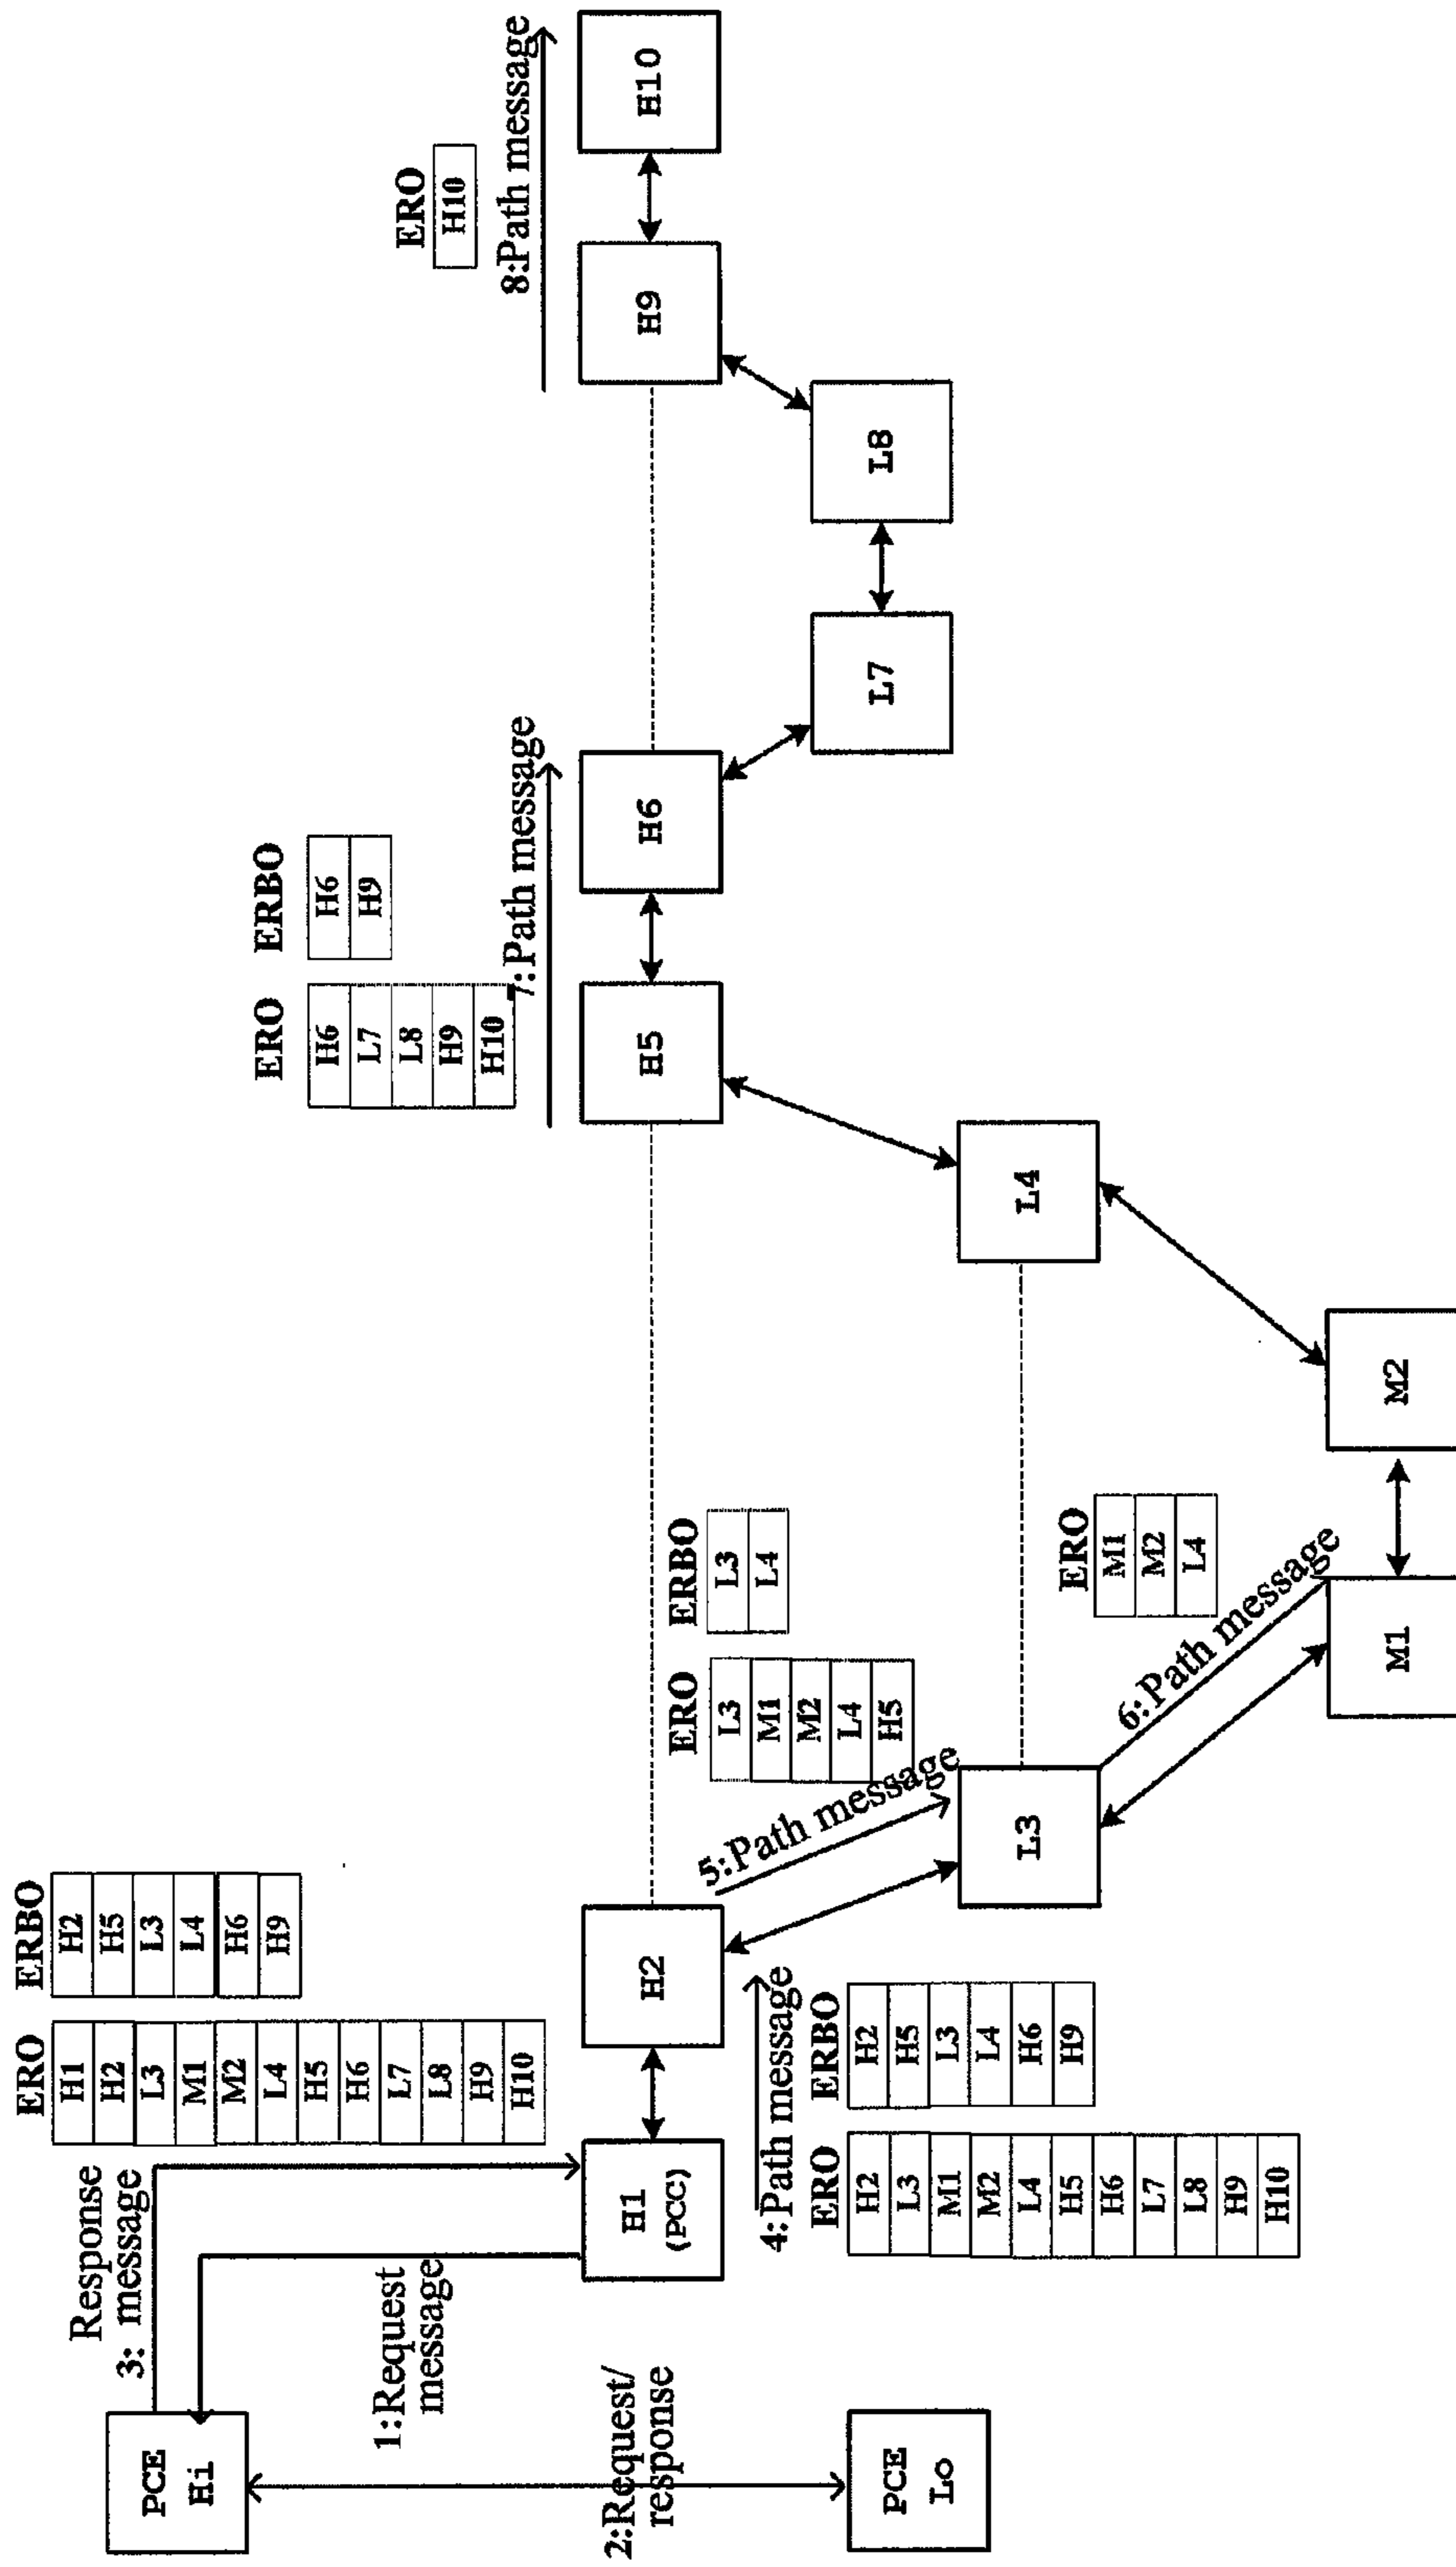 PCE
Hi
PCE
Lo
Response
3: message
1:Request
message
2:Request/
response
H1
(PCC)
ERO
H1
H2
L3
M1
M2
L4
H5
H6
L7
L8
H9
H10
ERBO
H2
H5
L3
L4
H6
H9
4:Path message
ERO
H2
L3
M1
M2
L4
H5
H6
L7
L8
H9
H10
ERBO
H2
H5
L3
L4
H6
H9
H2
5:Path message
ERO
L3
M1
M2
L4
H5
ERBO
L3
L4
L3
6:Path message
ERO
M1
M2
L4
M1
M2
L4
H5
ERO
H6
L7
L8
H9
H10
ERBO
H6
H9
7:Path message
H6
L7
L8
H9
ERO
H10
8:Path message
H10